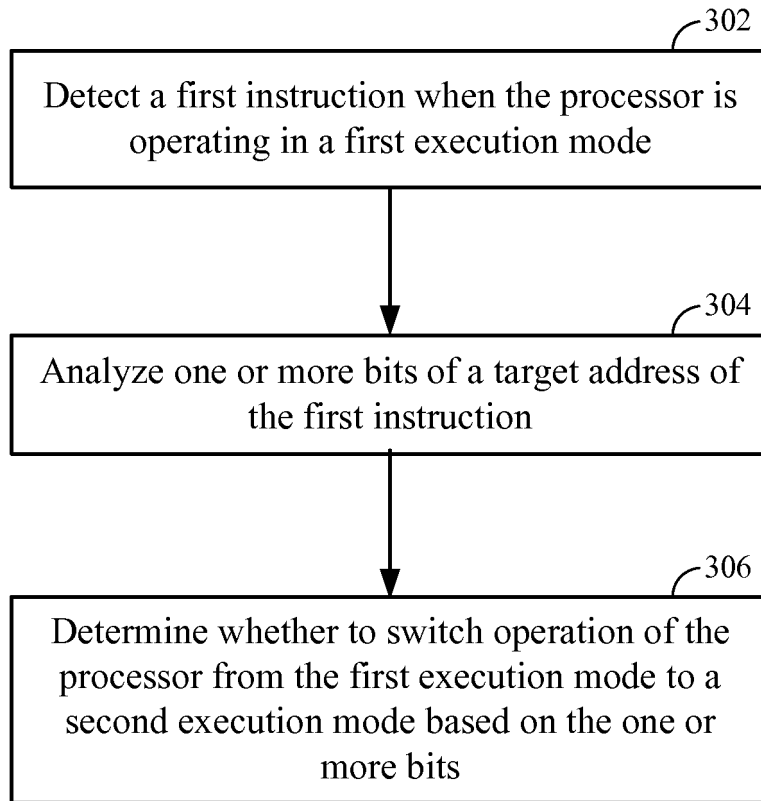 302
Detect a first instruction when the processor is
operating in a first execution mode
304
Analyze one or more bits of a target address of
the first instruction
306
Determine whether to switch operation of the
processor from the first execution mode to a
second execution mode based on the one or
more bits